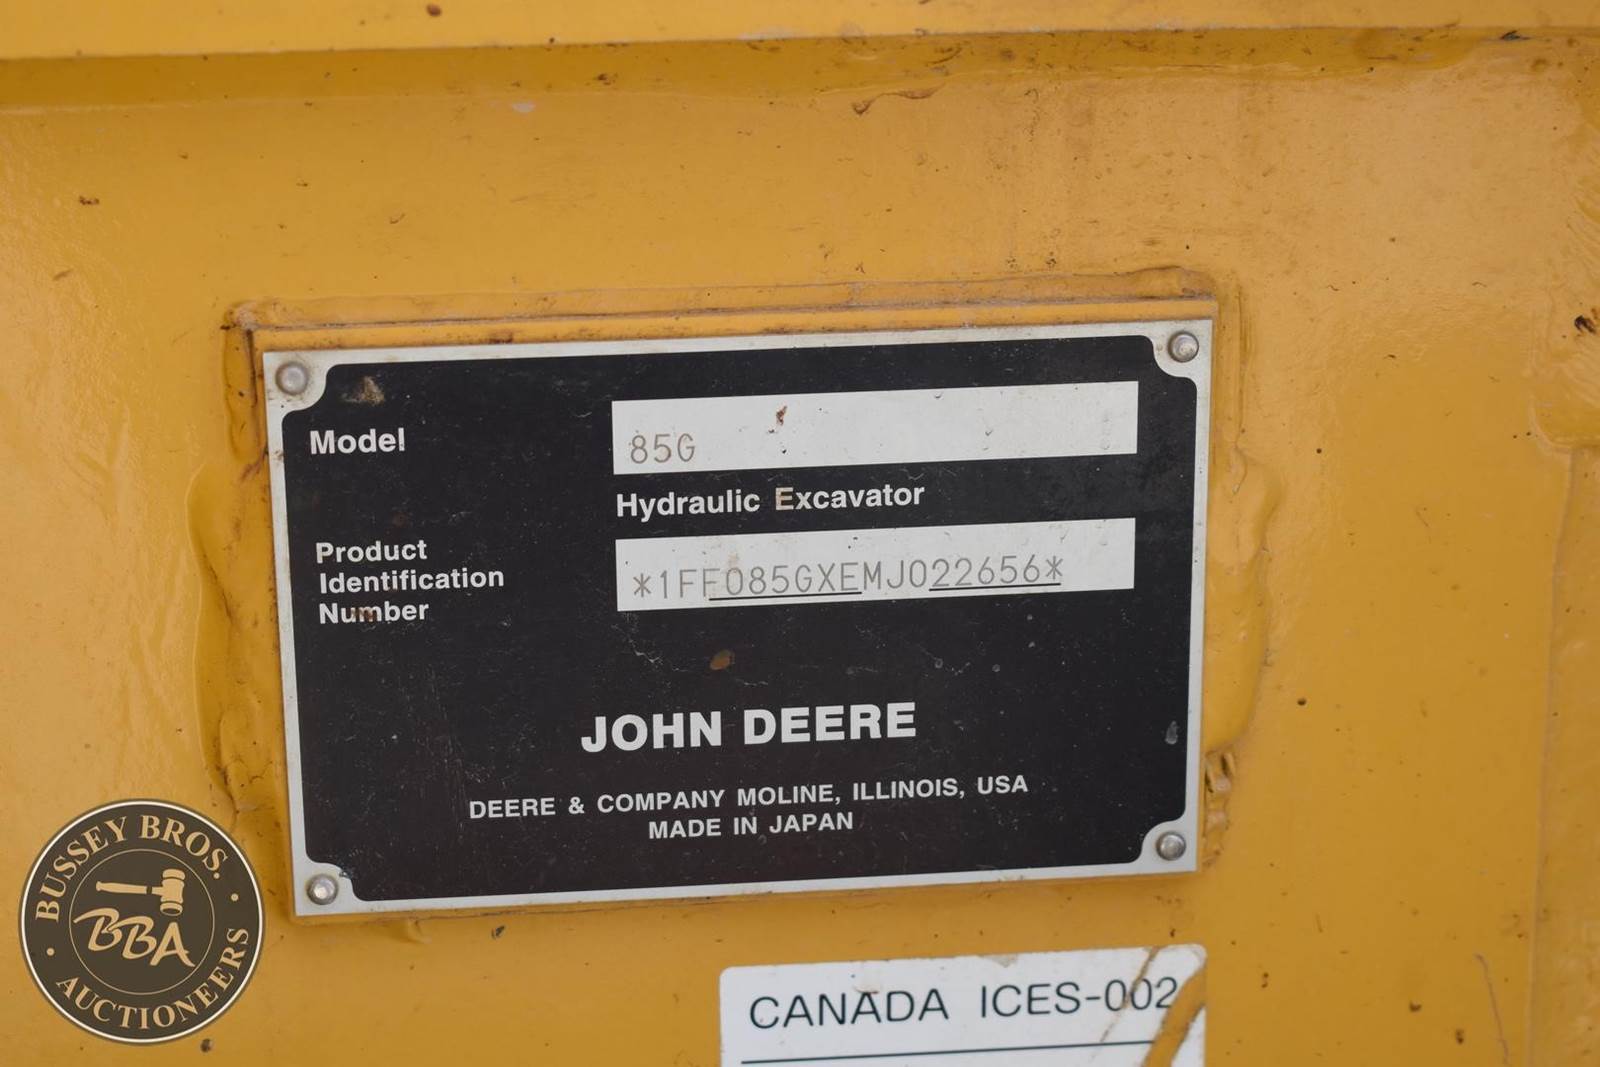 Model
85G
Hydraulic Excavator
Product
Identification
Number
*1FF085GXEMJ022656*
JOHN DEERE
DEERE & COMPANY MOLINE, ILLINOIS, USA
MADE IN JAPAN
CANADA ICES-002
BUSSEY BROS.
BBA
AUCTIONEERS